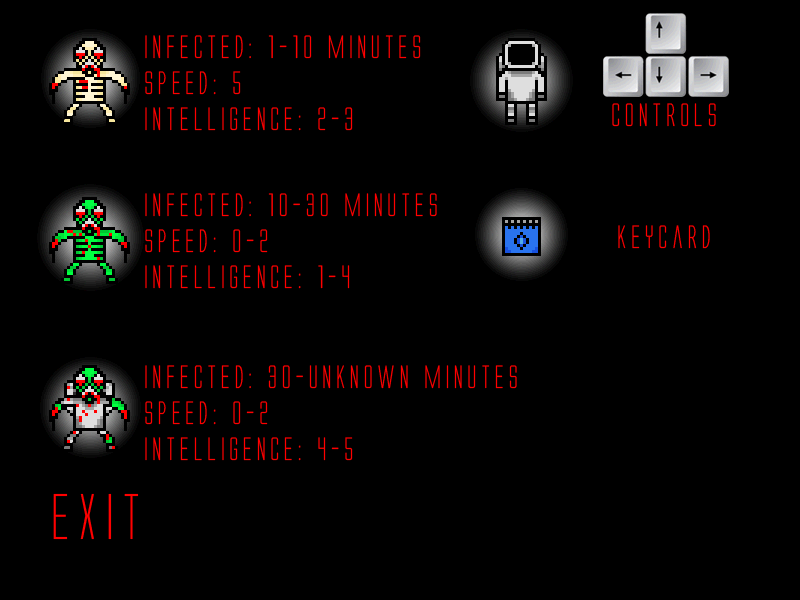 INFECTED: 1-10 MINUTES
SPEED: 5
INTELLIGENCE: 2-3
↑
← ↓ →
CONTROLS
INFECTED: 10-30 MINUTES
SPEED: 0-2
INTELLIGENCE: 1-4
KEYCARD
INFECTED: 30-UNKNOWN MINUTES
SPEED: 0-2
INTELLIGENCE: 4-5
EXIT